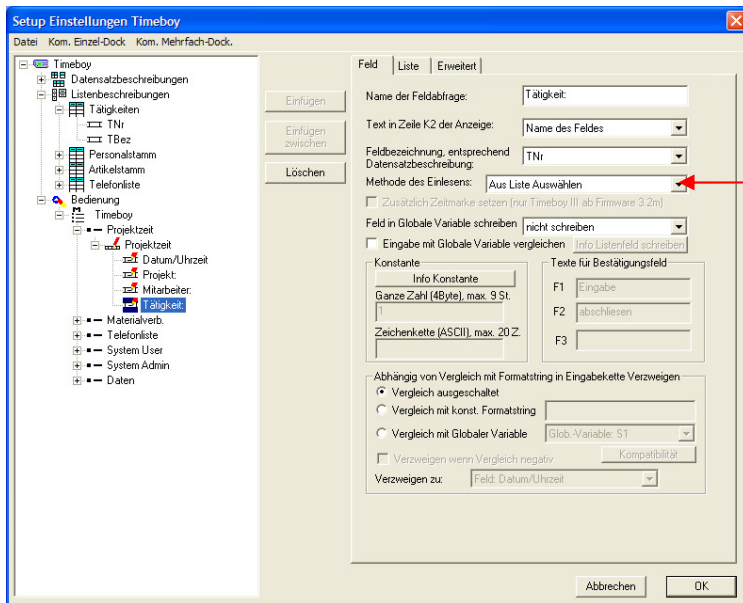 Setup Einstellungen Timeboy
Datei Kom. Einzel-Dock Kom. Mehrfach-Dock.
Timeboy
Datensatzbeschreibungen
Listenbeschreibungen
Tätigkeiten
TNr
TBez
Personalstamm
Artikelstamm
Telefonliste
Bedienung
Timeboy
Projektzeit
Projektzeit
Datum/Uhrzeit
Projekt:
Mitarbeiter:
Tätigkeit:
Materialverb.
Telefonliste
System User
System Admin
Daten
Einfügen
Einfügen
zwischen
Löschen
Feld Liste Erweitert
Name der Feldabfrage: Tätigkeit:
Text in Zeile K2 der Anzeige: Name des Feldes
Feldbezeichnung, entsprechend
Datensatzbeschreibung: TNr
Methode des Einlesens: Aus Liste Auswählen
Zusätzlich Zeitmarke setzen (nur Timeboy III ab Firmware 3.2m)
Feld in Globale Variable schreiben nicht schreiben
Eingabe mit Globale Variable vergleichen Info Listenfeld schreiben
Konstante
Info Konstante
Ganze Zahl (4Byte), max. 9 St.
1
Zeichenkette (ASCII), max. 20 Z.
Texte für Bestätigungsfeld
F1 Eingabe
F2 abschliesen
F3
Abhängig von Vergleich mit Formatstring in Eingabekette Verzweigen
Vergleich ausgeschaltet
Vergleich mit konst. Formatstring
Vergleich mit Globaler Variable Glob.-Variable: S1
Verzweigen wenn Vergleich negativ Kompatibilität
Verzweigen zu: Feld: Datum/Uhrzeit
Abbrechen OK